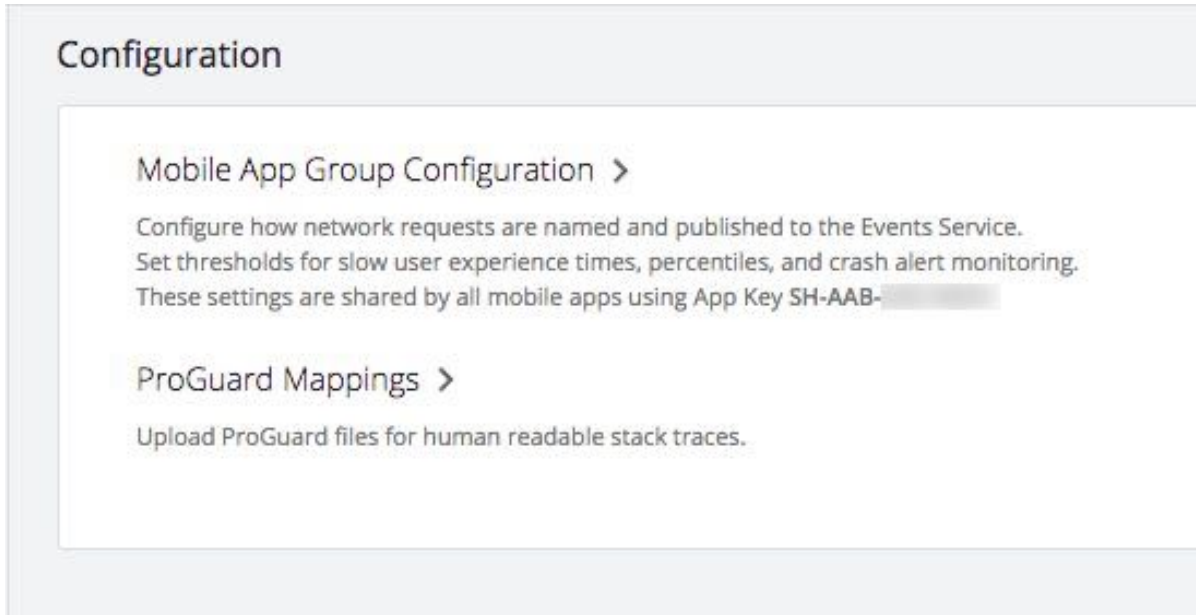 Configuration
Mobile App Group Configuration >
Configure how network requests are named and published to the Events Service.
Set thresholds for slow user experience times, percentiles, and crash alert monitoring.
These settings are shared by all mobile apps using App Key SH-AAB-
ProGuard Mappings >
Upload ProGuard files for human readable stack traces.